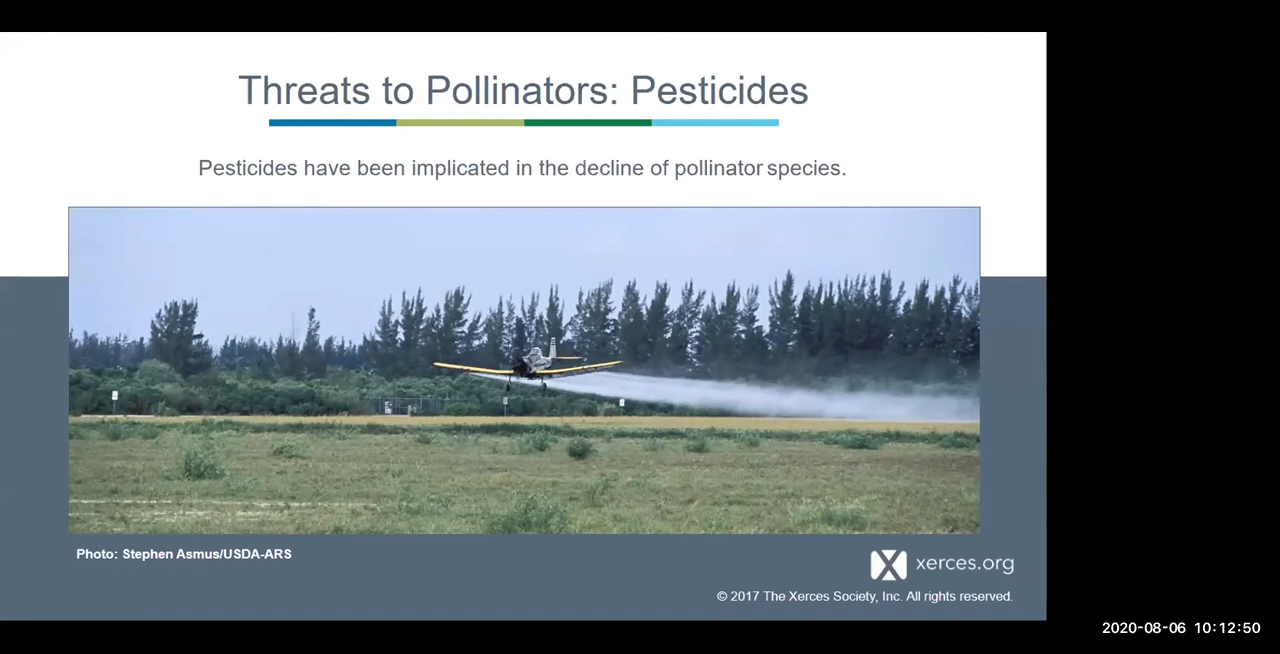 Threats to Pollinators: Pesticides
Pesticides have been implicated in the decline of pollinator species.
Photo: Stephen Asmus/USDA-ARS
xerces.org
© 2017 The Xerces Society, Inc. All rights reserved.
2020-08-06 10:12:50